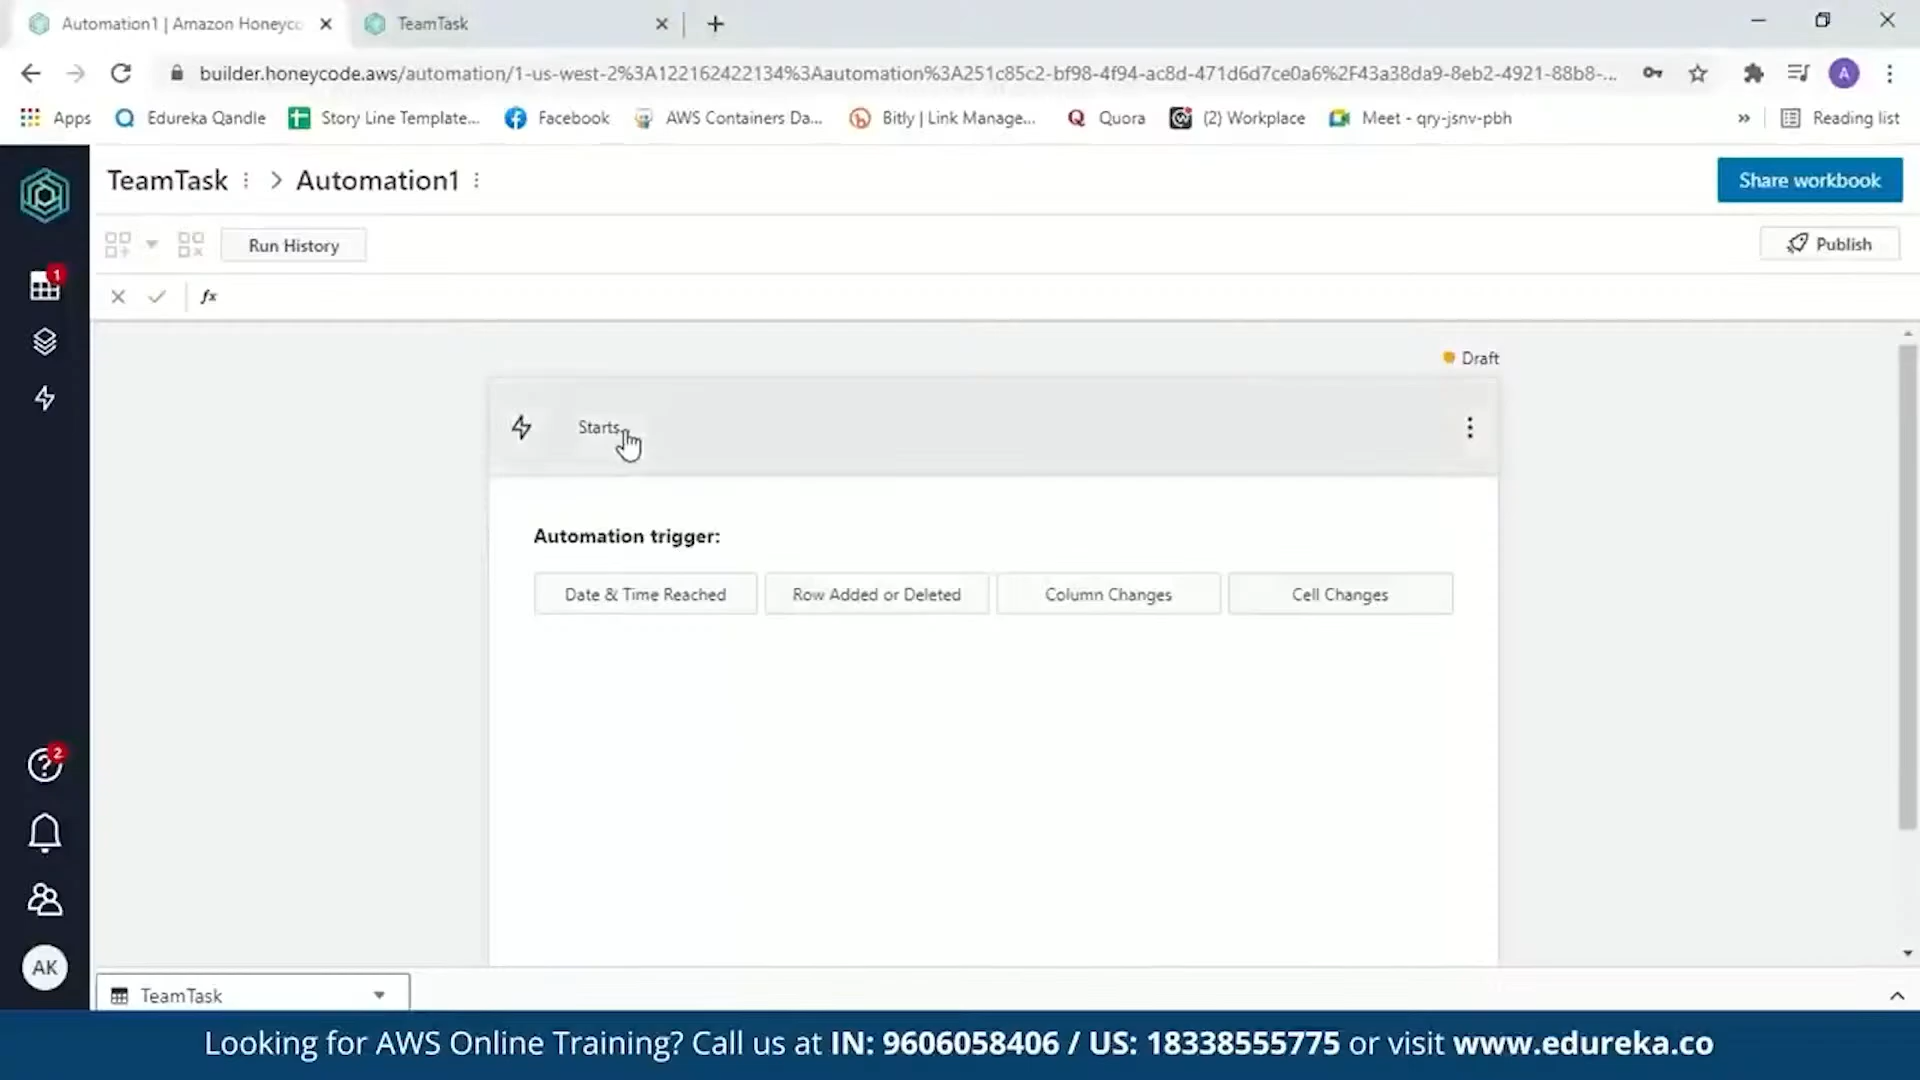 Automation1 | Amazon Honeyco
TeamTask
builder.honeycode.aws/automation/1-us-west-2%3A122162422134%3Aautomation%3A251c85c2-bf98-4f94-ac8d-471d6d7ce0a6%2F43a38da9-8eb2-4921-88b8-...
A
Apps
Edureka Qandle
Story Line Template...
Facebook
AWS Containers Da...
Bitly | Link Manage...
Quora
(2) Workplace
Meet - qry-jsnv-pbh
»
Reading list
TeamTask > Automation1
Share workbook
Run History
Publish
1
fx
Draft
Starts
Automation trigger:
Date & Time Reached
Row Added or Deleted
Column Changes
Cell Changes
2
AK
TeamTask
Looking for AWS Online Training? Call us at IN: 9606058406 / US: 18338555775 or visit www.edureka.co